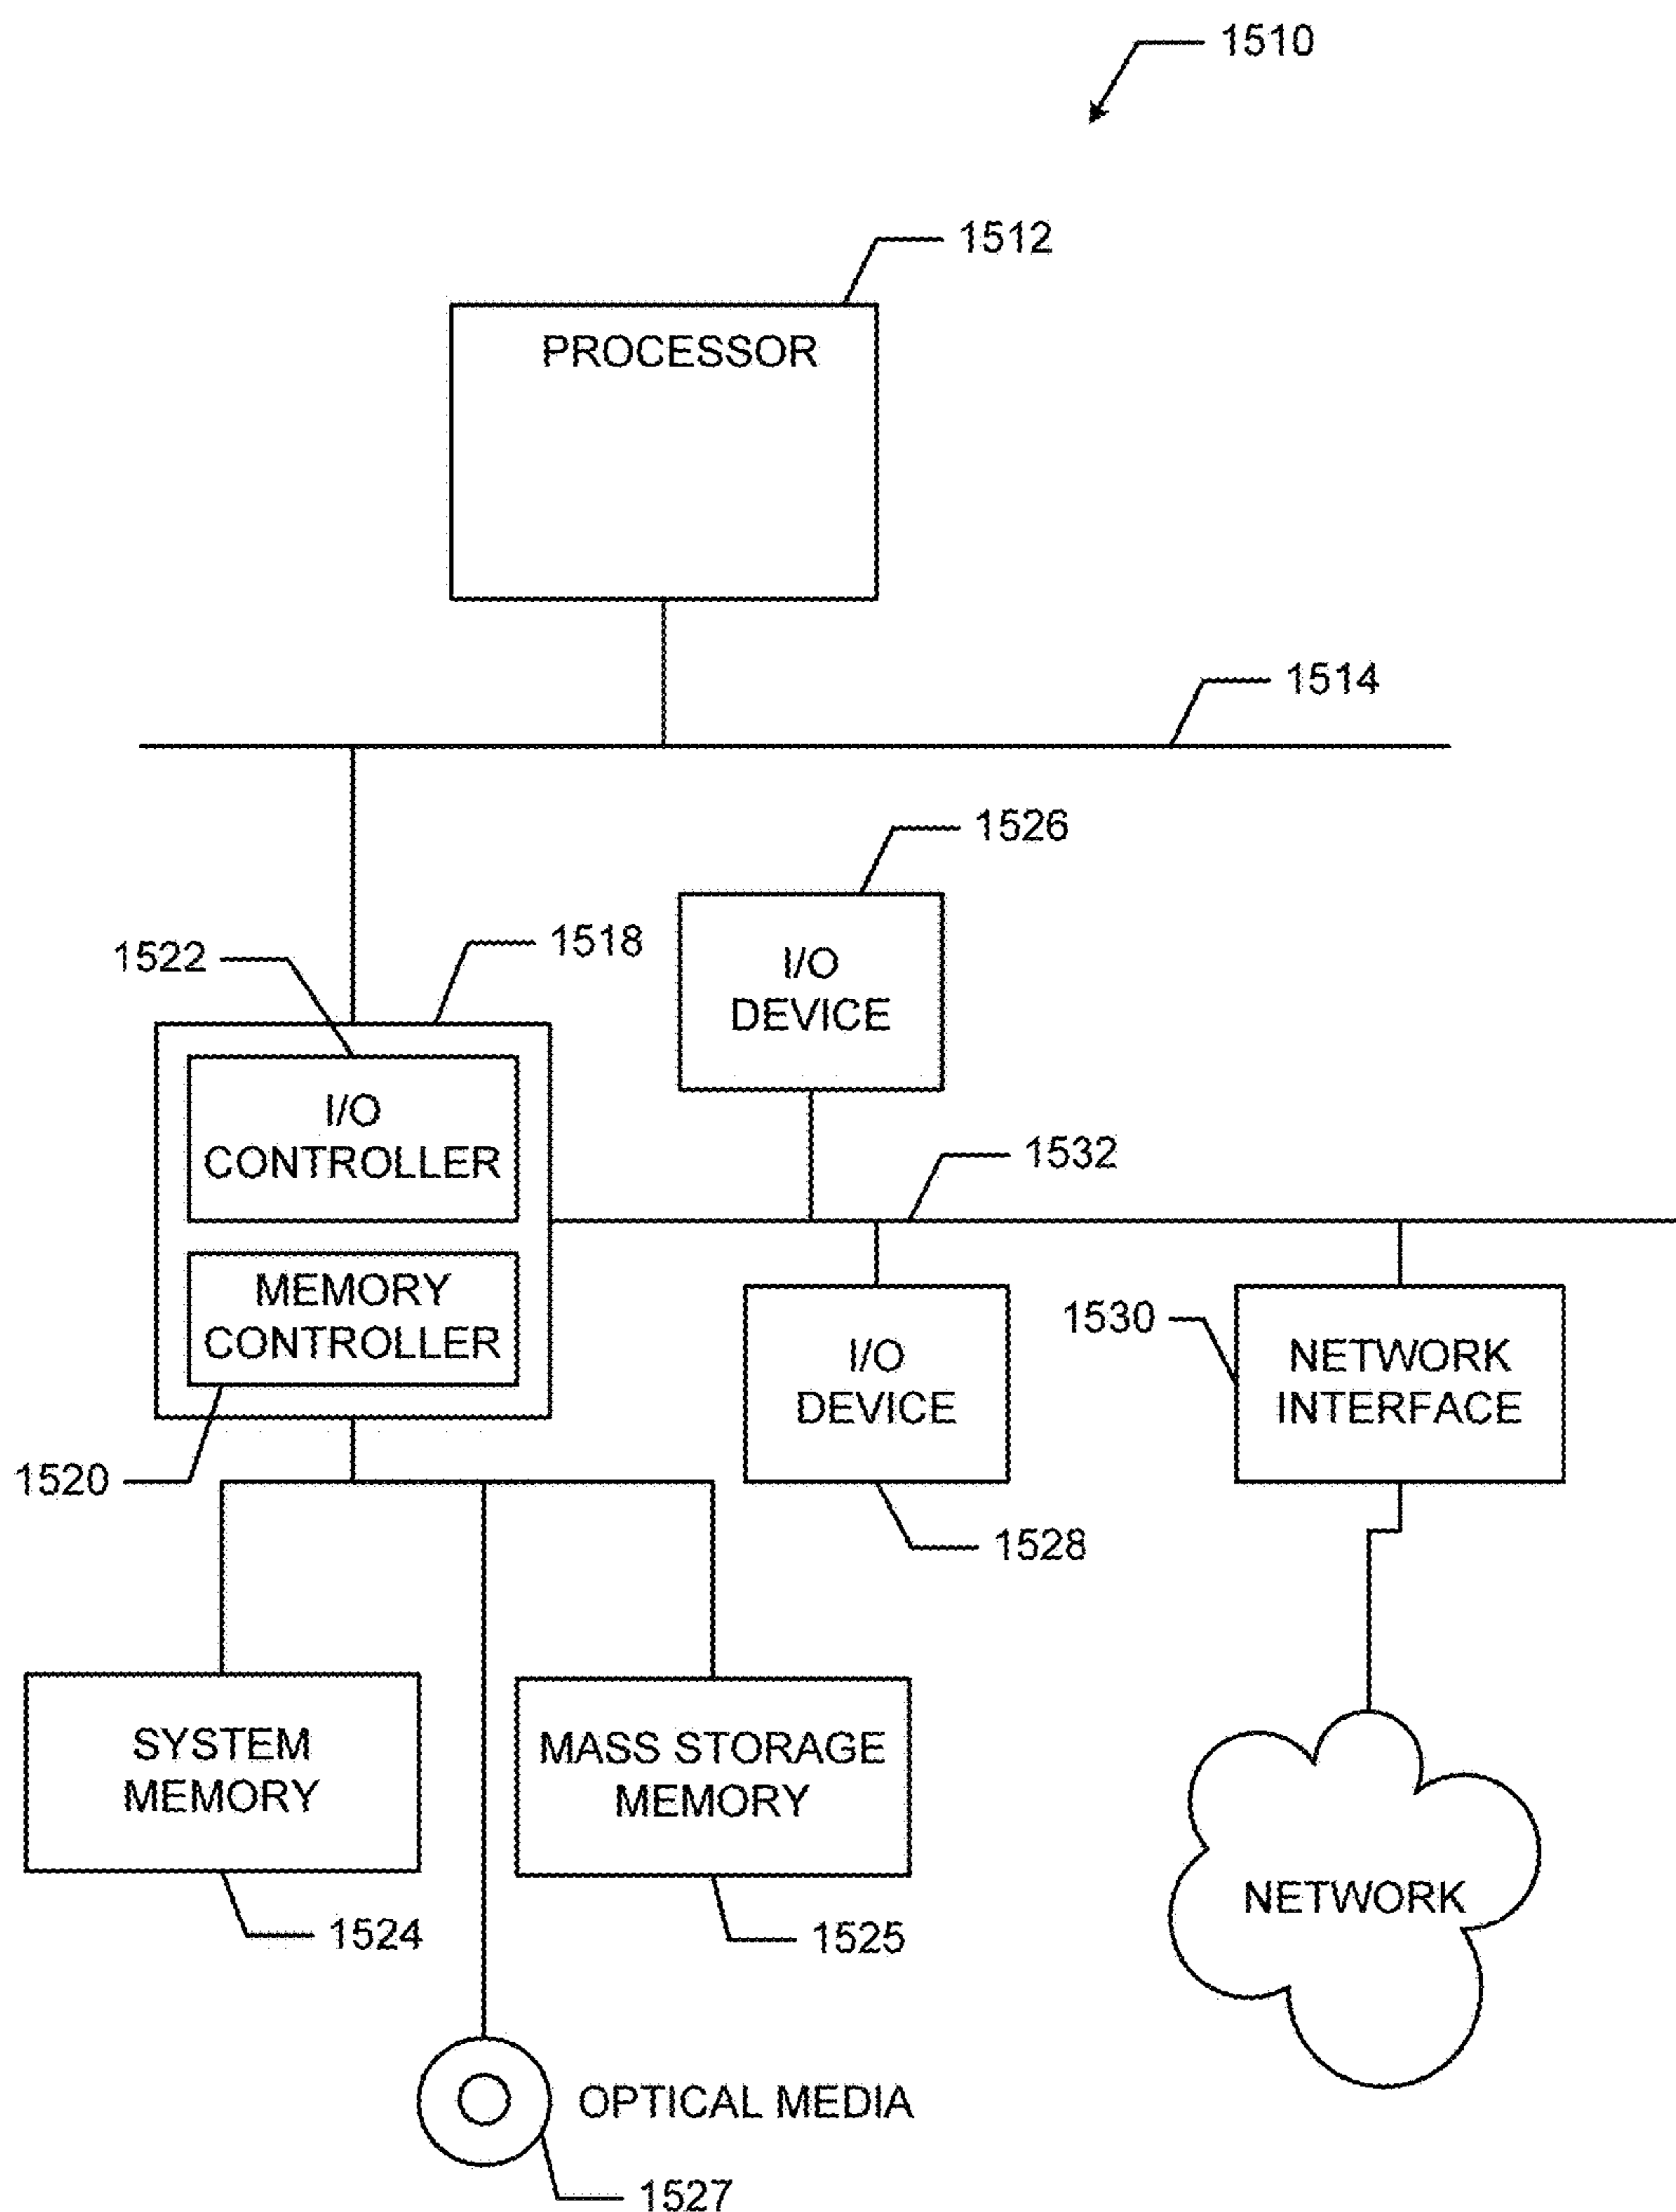 1510
1512
PROCESSOR
1514
1526
I/O
DEVICE
1518
1522
I/O
CONTROLLER
1532
MEMORY
CONTROLLER
1520
I/O
DEVICE
1528
1530
NETWORK
INTERFACE
SYSTEM
MEMORY
1524
MASS STORAGE
MEMORY
1525
NETWORK
OPTICAL MEDIA
1527